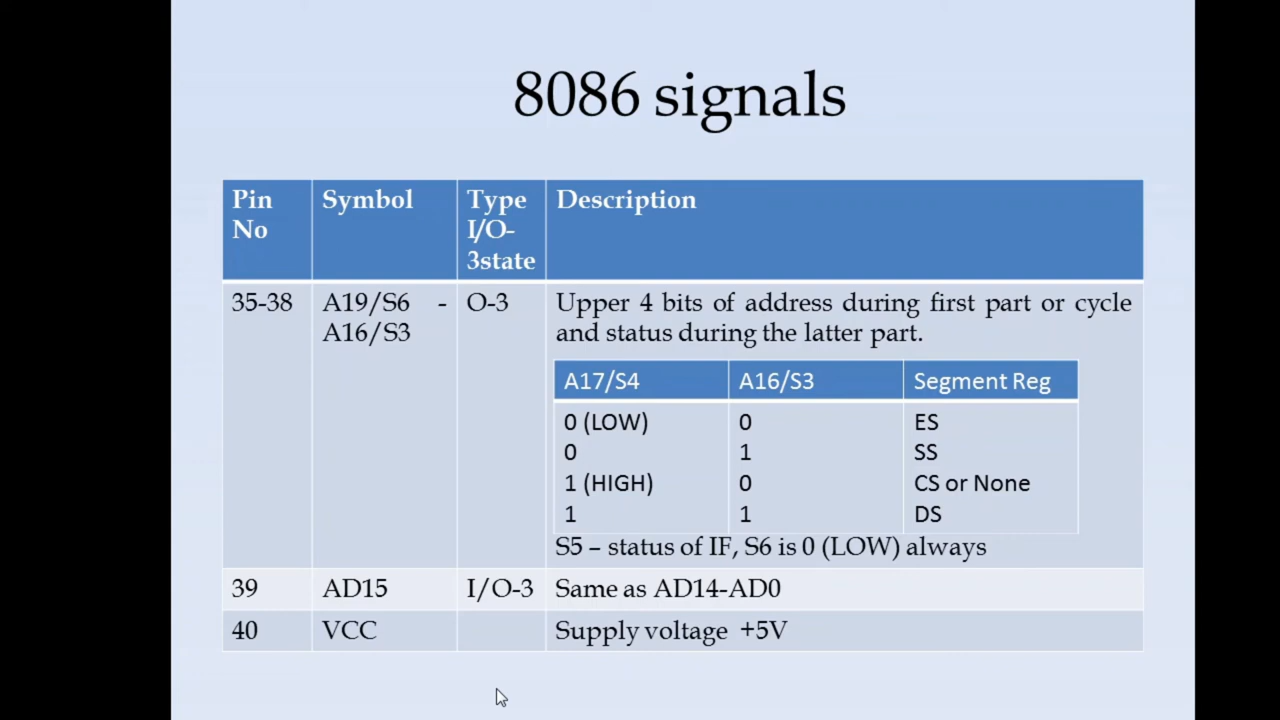 8086 signals
Pin No Symbol Type I/O-3state Description
35-38 A19/S6 - A16/S3 O-3 Upper 4 bits of address during first part or cycle
and status during the latter part.
A17/S4 A16/S3 Segment Reg
0 (LOW) 0 ES
0 1 SS
1 (HIGH) 0 CS or None
1 1 DS
S5 – status of IF, S6 is 0 (LOW) always
39 AD15 I/O-3 Same as AD14-AD0
40 VCC Supply voltage +5V